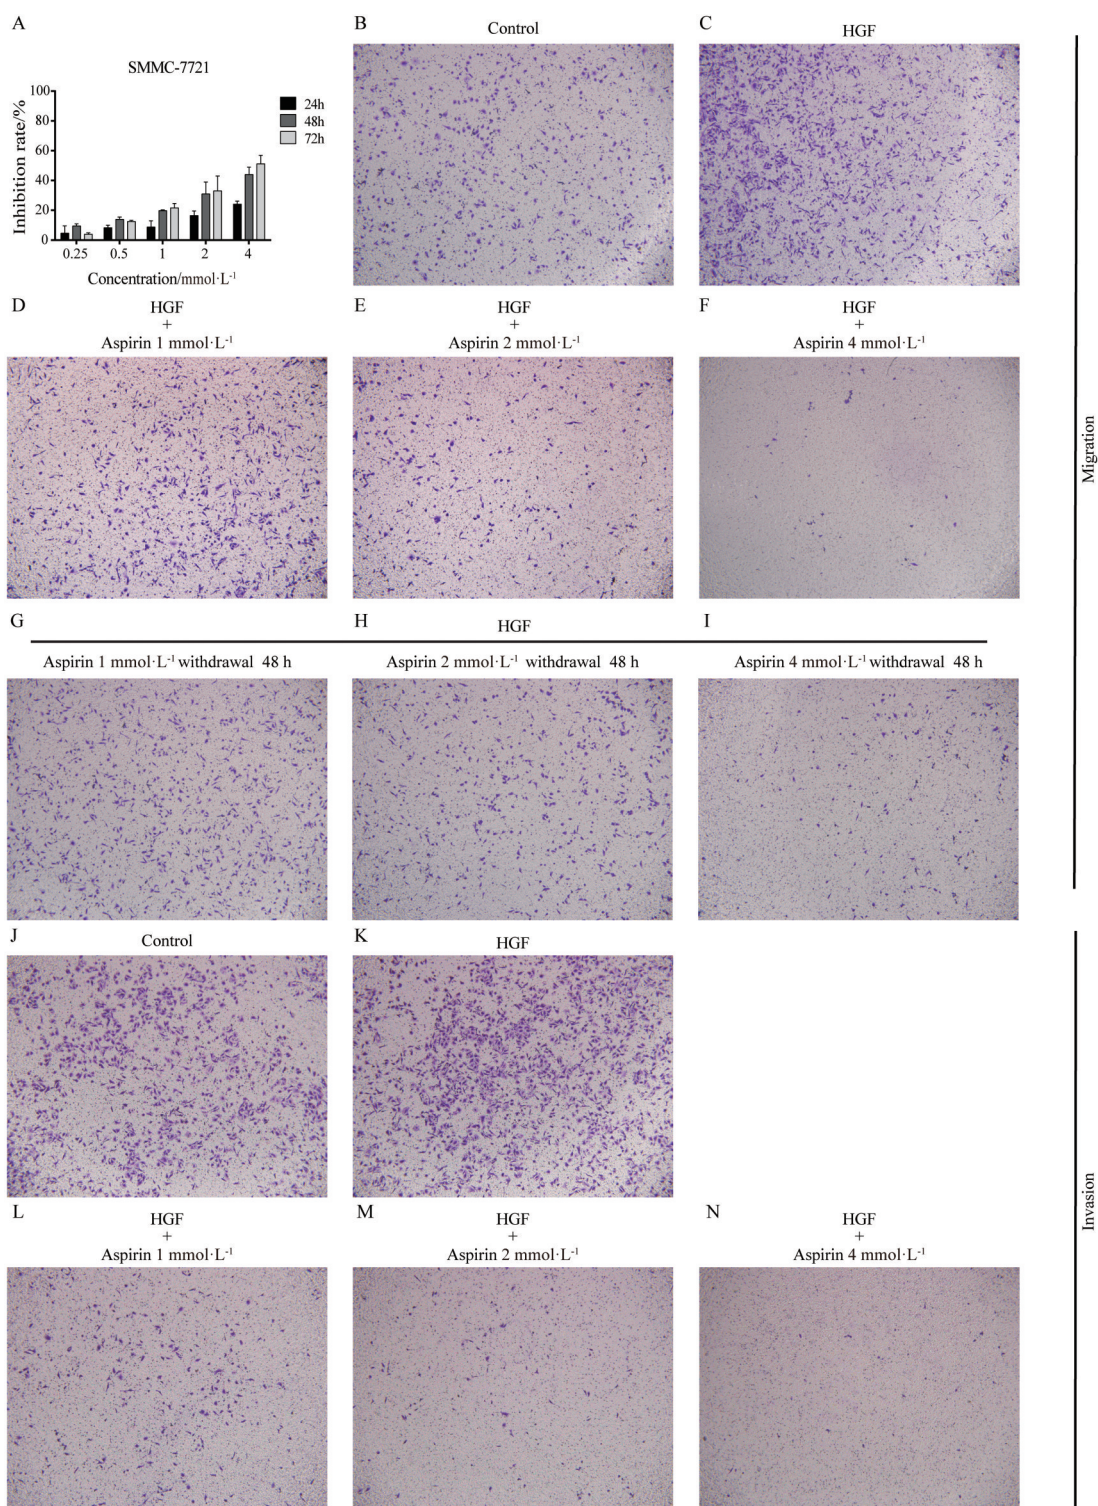 A
SMMC-7721
Inhibition rate/%
100
80
60
40
20
0
0.25 0.5 1 2 4
Concentration/mmol·L⁻¹
24h
48h
72h
B
Control
C
HGF
D
HGF
+
Aspirin 1 mmol·L⁻¹
E
HGF
+
Aspirin 2 mmol·L⁻¹
F
HGF
+
Aspirin 4 mmol·L⁻¹
Migration
G
H
HGF
I
Aspirin 1 mmol·L⁻¹ withdrawal 48 h
Aspirin 2 mmol·L⁻¹ withdrawal 48 h
Aspirin 4 mmol·L⁻¹ withdrawal 48 h
J
Control
K
HGF
Invasion
L
HGF
+
Aspirin 1 mmol·L⁻¹
M
HGF
+
Aspirin 2 mmol·L⁻¹
N
HGF
+
Aspirin 4 mmol·L⁻¹